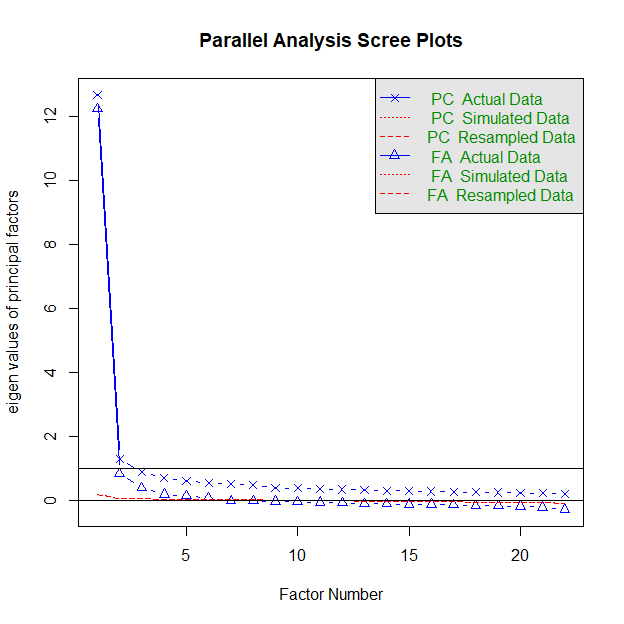 Parallel Analysis Scree Plots
PC Actual Data
PC Simulated Data
PC Resampled Data
FA Actual Data
FA Simulated Data
FA Resampled Data
eigen values of principal factors
12
10
8
6
4
2
0
5 10 15 20
Factor Number